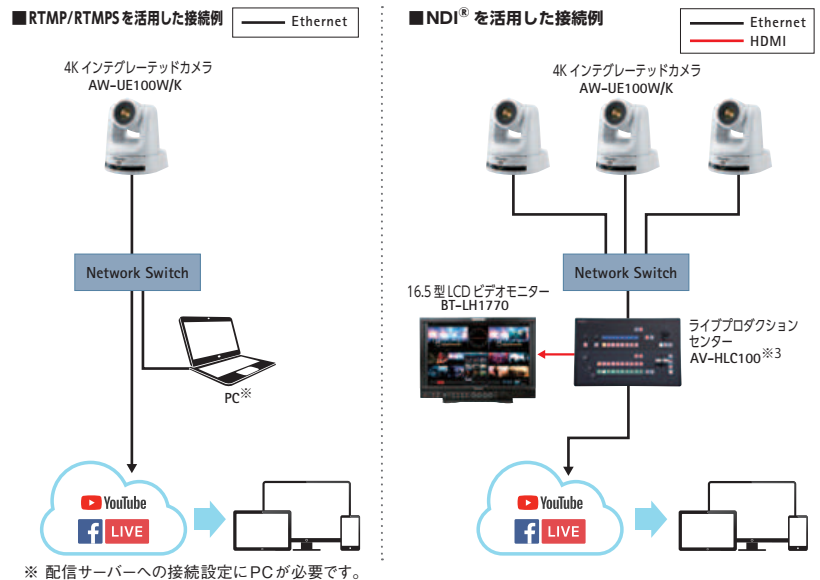 ■RTMP/RTMPSを活用した接続例
Ethernet
4K インテグレーテッドカメラ
AW-UE100W/K
Network Switch
PC※
YouTube
f LIVE
※ 配信サーバーへの接続設定にPCが必要です。
■NDI® を活用した接続例
Ethernet
HDMI
4K インテグレーテッドカメラ
AW-UE100W/K
Network Switch
16.5型LCDビデオモニター
BT-LH1770
ライブプロダクション
センター
AV-HLC100※3
YouTube
f LIVE